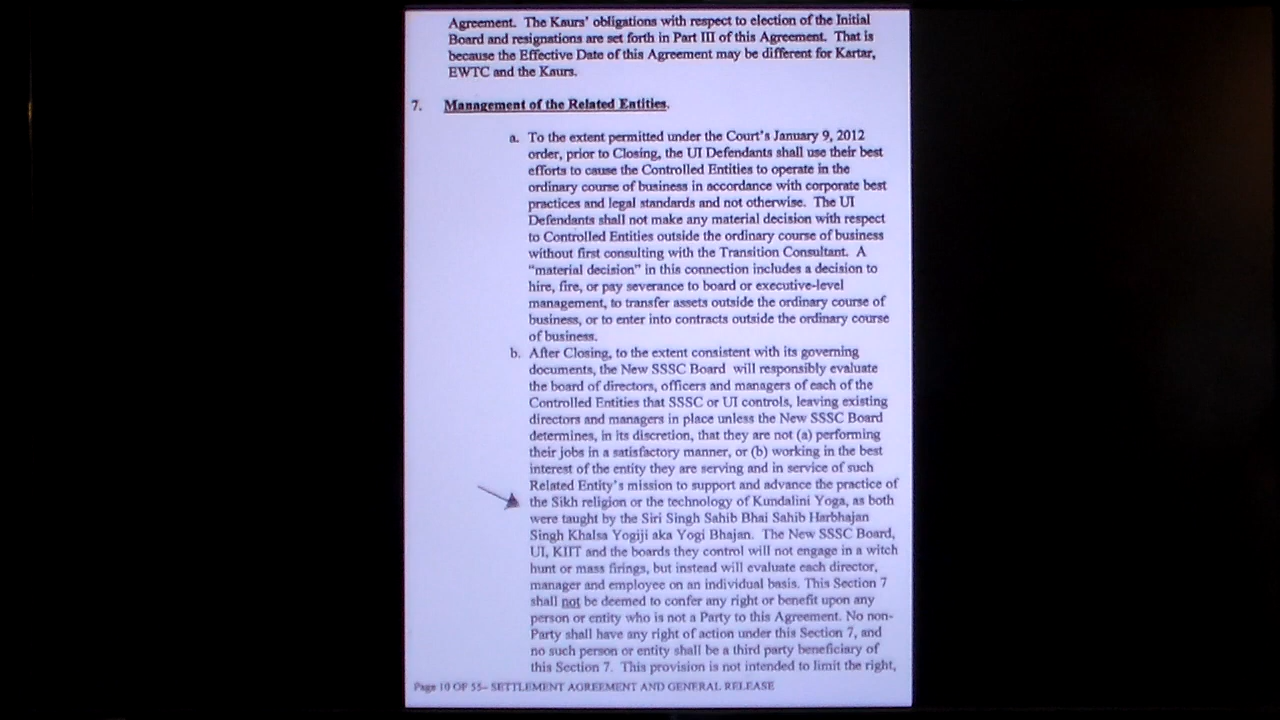 Agreement. The Kaurs' obligations with respect to election of the Initial
Board and resignations are set forth in Part III of this Agreement. That is
because the Effective Date of this Agreement may be different for Kartar,
EWTC and the Kaurs.
7. Management of the Related Entities.
a. To the extent permitted under the Court's January 9, 2012
order, prior to Closing, the UI Defendants shall use their best
efforts to cause the Controlled Entities to operate in the
ordinary course of business in accordance with corporate best
practices and legal standards and not otherwise. The UI
Defendants shall not make any material decision with respect
to Controlled Entities outside the ordinary course of business
without first consulting with the Transition Consultant. A
"material decision" in this connection includes a decision to
hire, fire, or pay severance to board or executive-level
management, to transfer assets outside the ordinary course of
business, or to enter into contracts outside the ordinary course
of business.
b. After Closing, to the extent consistent with its governing
documents, the New SSSC Board will responsibly evaluate
the board of directors, officers and managers of each of the
Controlled Entities that SSSC or UI controls, leaving existing
directors and managers in place unless the New SSSC Board
determines, in its discretion, that they are not (a) performing
their jobs in a satisfactory manner, or (b) working in the best
interest of the entity they are serving and in service of such
Related Entity's mission to support and advance the practice of
the Sikh religion or the technology of Kundalini Yoga, as both
were taught by the Siri Singh Sahib Bhai Sahib Harbhajan
Singh Khalsa Yogiji aka Yogi Bhajan. The New SSSC Board,
UI, KIIT and the boards they control will not engage in a witch
hunt or mass firings, but instead will evaluate each director,
manager and employee on an individual basis. This Section 7
shall not be deemed to confer any right or benefit upon any
person or entity who is not a Party to this Agreement. No non-
Party shall have any right of action under this Section 7, and
no such person or entity shall be a third party beneficiary of
this Section 7. This provision is not intended to limit the right,
Page 10 OF 55– SETTLEMENT AGREEMENT AND GENERAL RELEASE